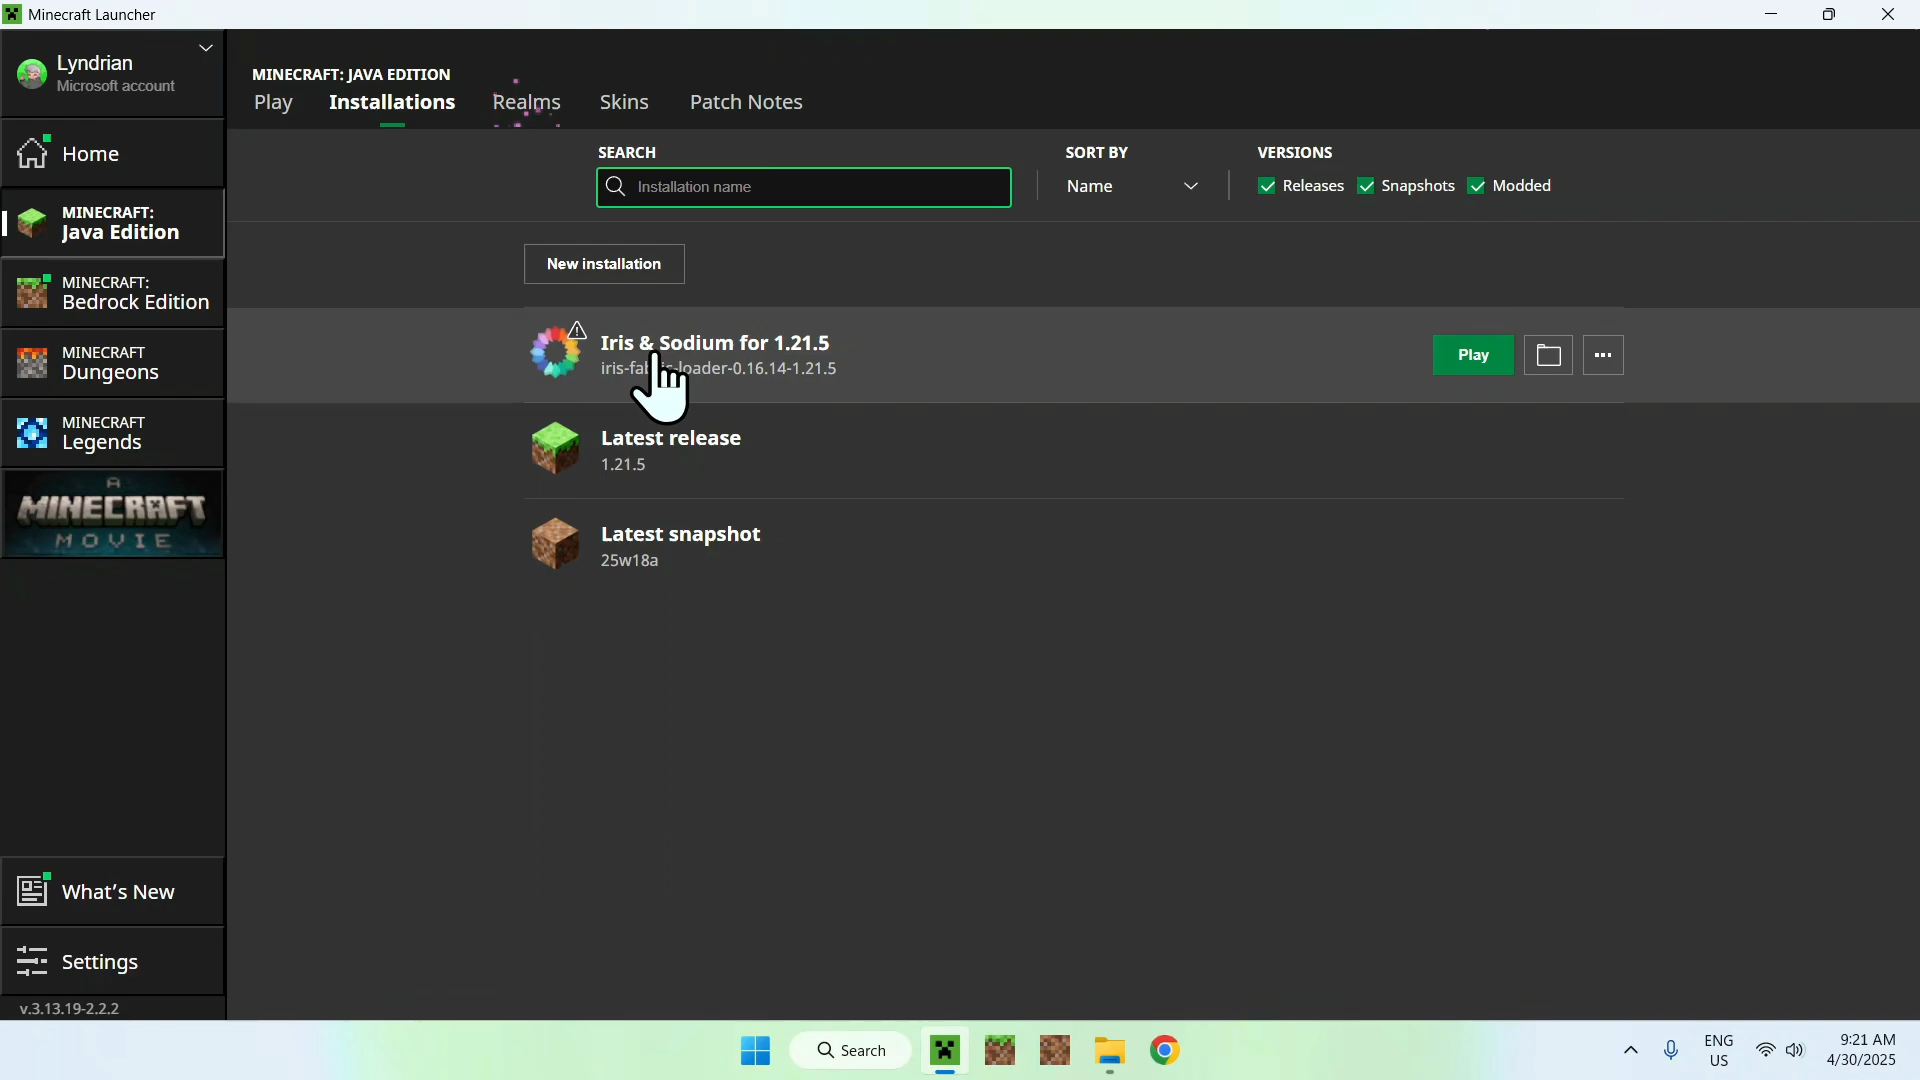 Minecraft Launcher
Lyndrian
Microsoft account
Home
MINECRAFT:
Java Edition
MINECRAFT:
Bedrock Edition
MINECRAFT
Dungeons
MINECRAFT
Legends
A
MINECRAFT
MOVIE
What's New
Settings
v.3.13.19-2.2.2
MINECRAFT: JAVA EDITION
Play Installations Realms Skins Patch Notes
SEARCH SORT BY VERSIONS
Installation name Name Releases Snapshots Modded
New installation
Iris & Sodium for 1.21.5
iris-fabric-loader-0.16.14-1.21.5
Play
Latest release
1.21.5
Latest snapshot
25w18a
Search
ENG
US
9:21 AM
4/30/2025